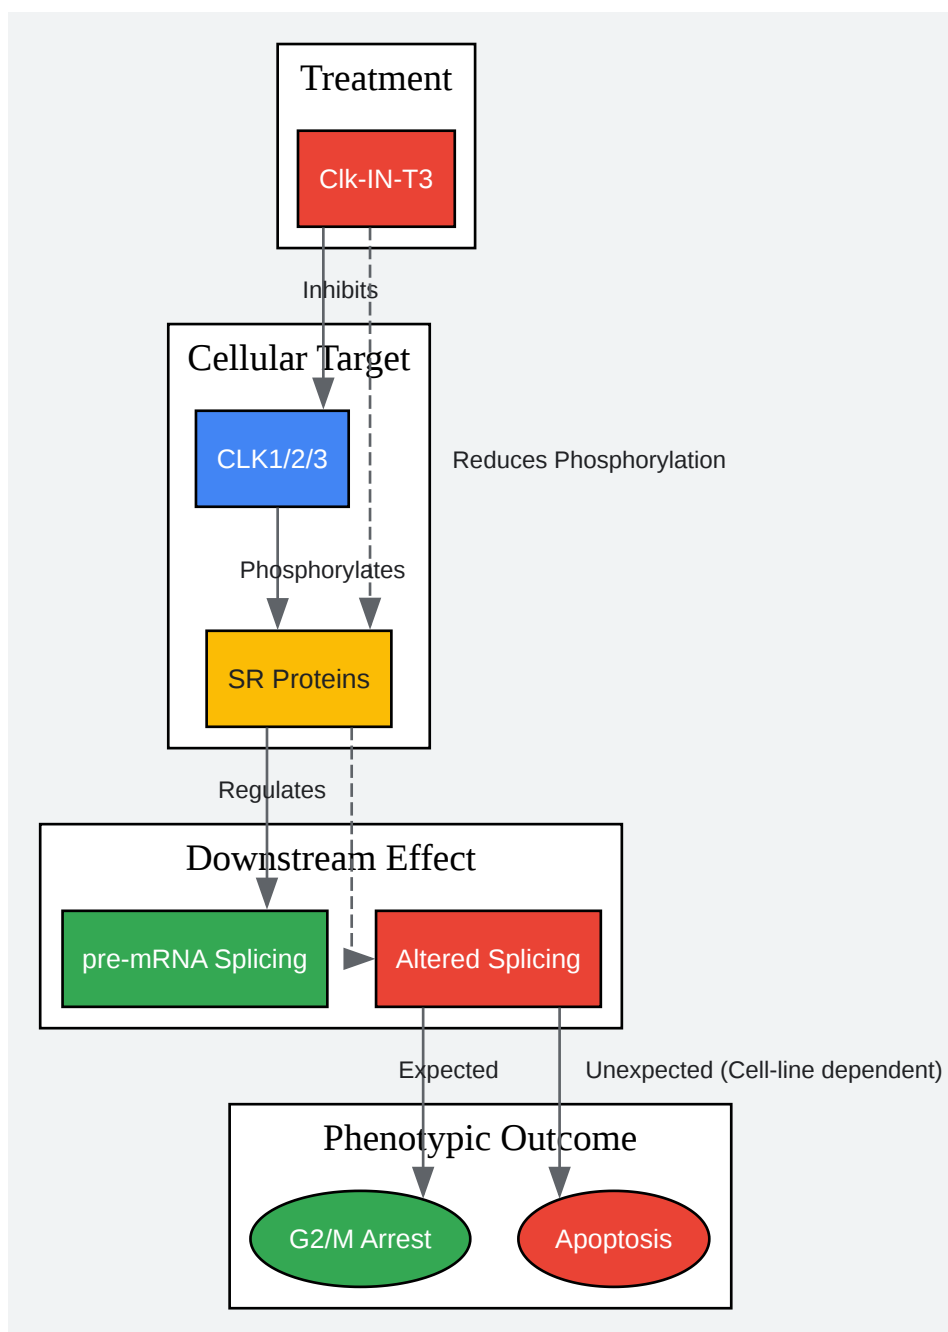 Treatment
Clk-IN-T3
Inhibits
Cellular Target
CLK1/2/3
Reduces Phosphorylation
Phosphorylates
SR Proteins
Regulates
Downstream Effect
pre-mRNA Splicing
Altered Splicing
Expected
Unexpected (Cell-line dependent)
Phenotypic Outcome
G2/M Arrest
Apoptosis